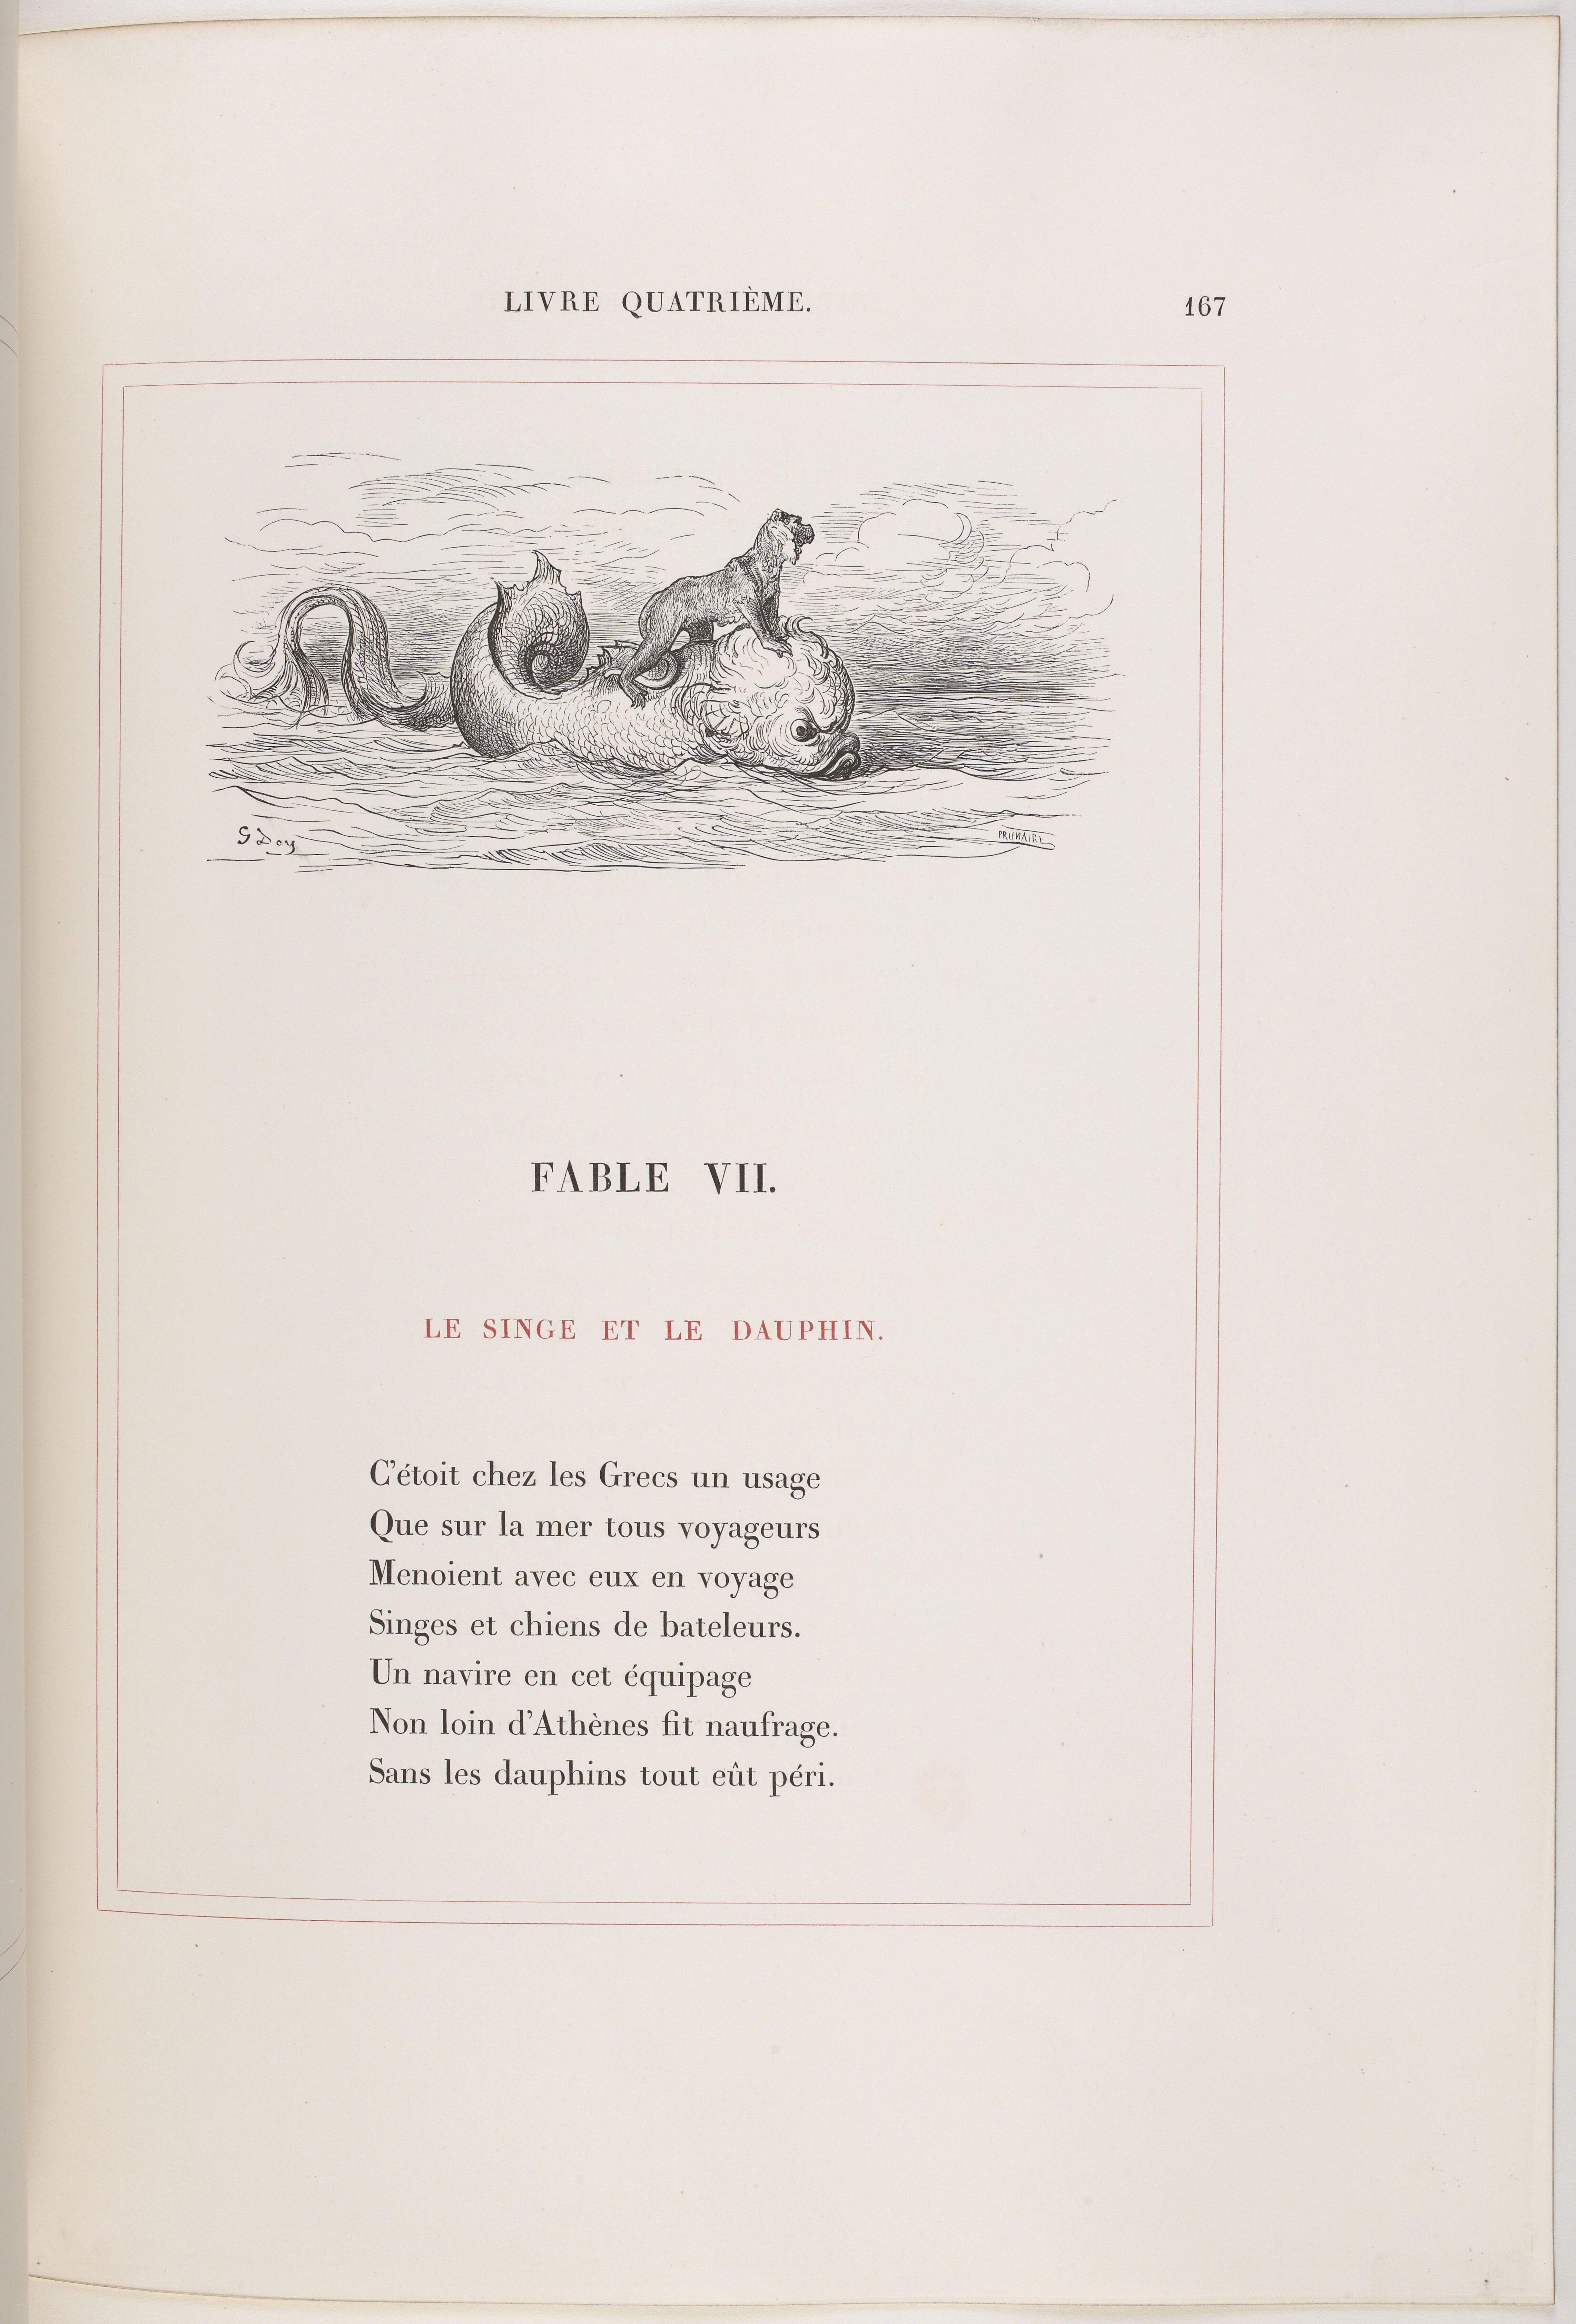 LIVRE QUATRIÈME. 167
G Doy
PRUNAIRE
FABLE VII.
LE SINGE ET LE DAUPHIN.
C'étoit chez les Grecs un usage
Que sur la mer tous voyageurs
Menoient avec eux en voyage
Singes et chiens de bateleurs.
Un navire en cet équipage
Non loin d'Athènes fit naufrage.
Sans les dauphins tout eût péri.